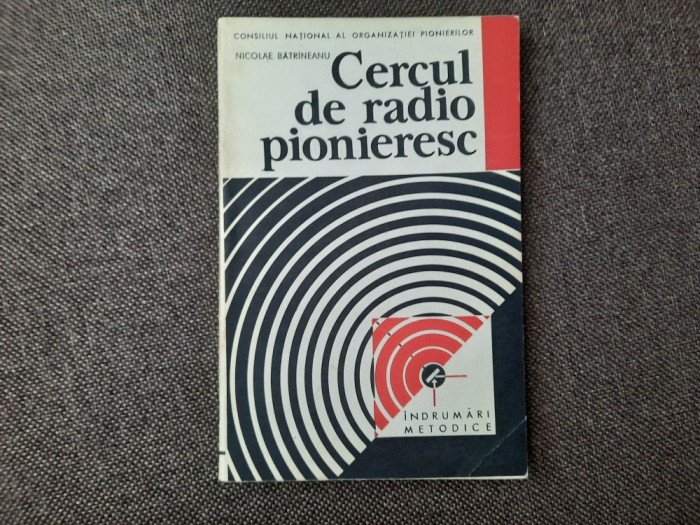 CONSILIUL NAȚIONAL AL ORGANIZAȚIEI PIONIERILOR
NICOLAE BĂTRÎNEANU
Cercul
de radio
pionieresc
ÎNDRUMĂRI
METODICE